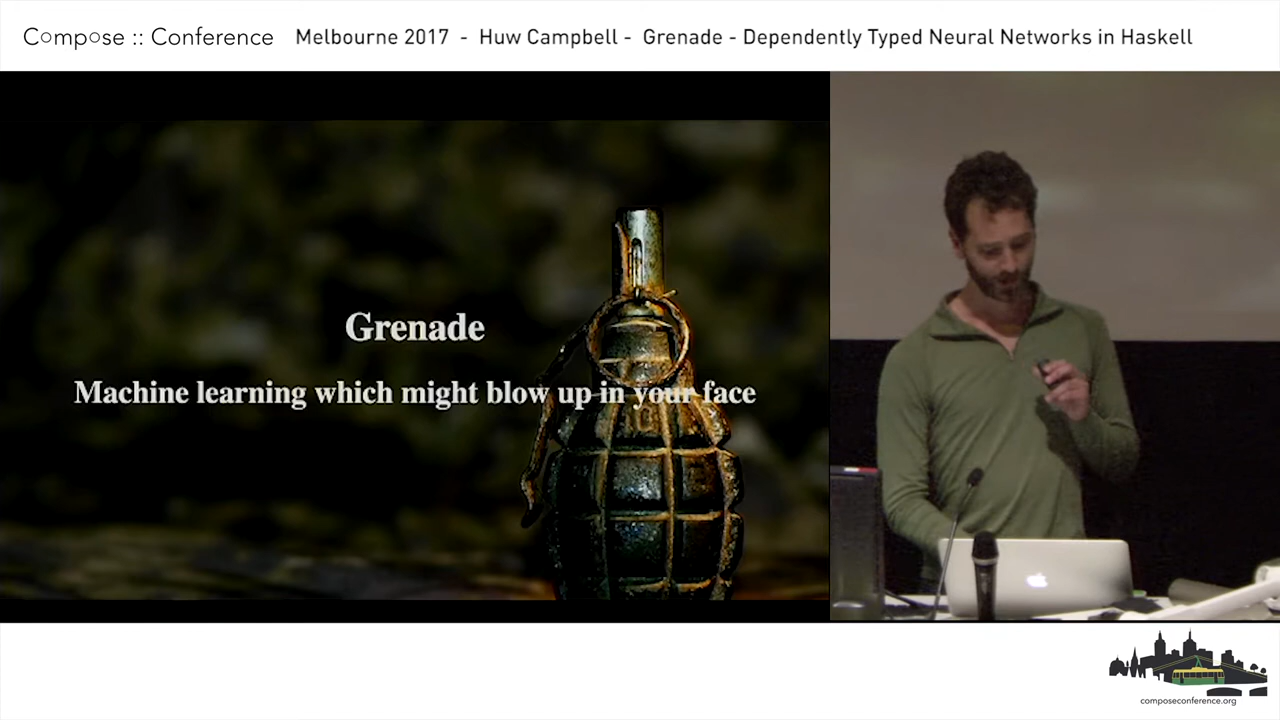 Compose :: Conference Melbourne 2017 - Huw Campbell - Grenade - Dependently Typed Neural Networks in Haskell
Grenade
Machine learning which might blow up in your face
composeconference.org